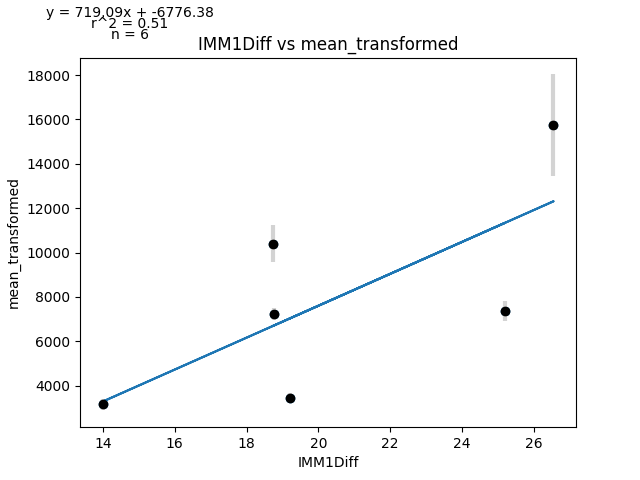 y = 719.09x + -6776.38
r^2 = 0.51
n = 6
IMM1Diff vs mean_transformed
18000
16000
14000
12000
10000
8000
6000
4000
mean_transformed
14 16 18 20 22 24 26
IMM1Diff